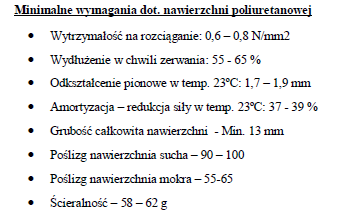 Minimalne wymagania dot. nawierzchni poliuretanowej
• Wytrzymałość na rozciąganie: 0,6 – 0,8 N/mm2
• Wydłużenie w chwili zerwania: 55 - 65 %
• Odkształcenie pionowe w temp. 23ºC: 1,7 – 1,9 mm
• Amortyzacja – redukcja siły w temp. 23ºC: 37 - 39 %
• Grubość całkowita nawierzchni - Min. 13 mm
• Poślizg nawierzchnia sucha – 90 – 100
• Poślizg nawierzchnia mokra – 55-65
• Ścieralność – 58 – 62 g